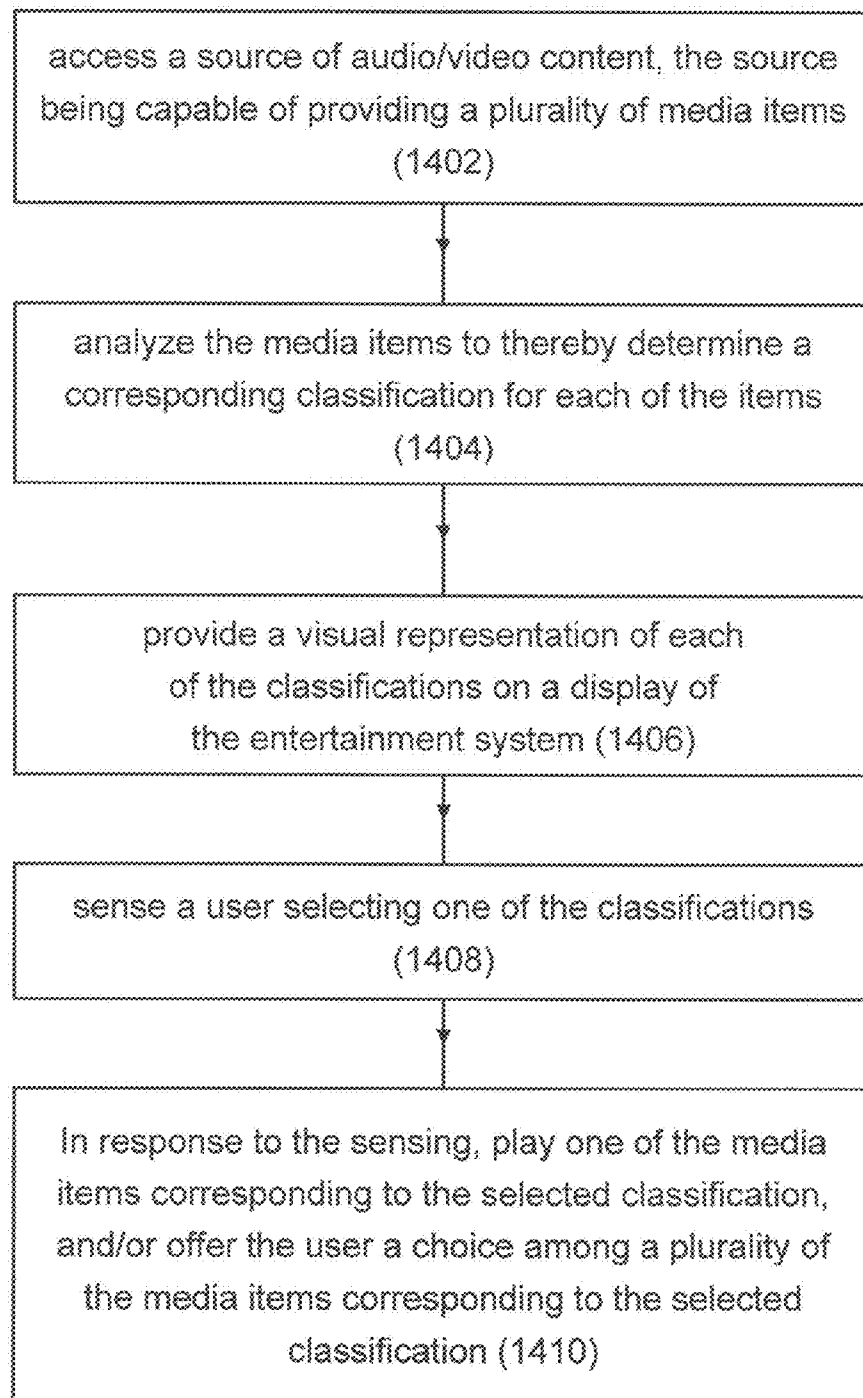 access a source of audio/video content, the source
being capable of providing a plurality of media items
(1402)
analyze the media items to thereby determine a
corresponding classification for each of the items
(1404)
provide a visual representation of each
of the classifications on a display of
the entertainment system (1406)
sense a user selecting one of the classifications
(1408)
In response to the sensing, play one of the media
items corresponding to the selected classification,
and/or offer the user a choice among a plurality of
the media items corresponding to the selected
classification (1410)